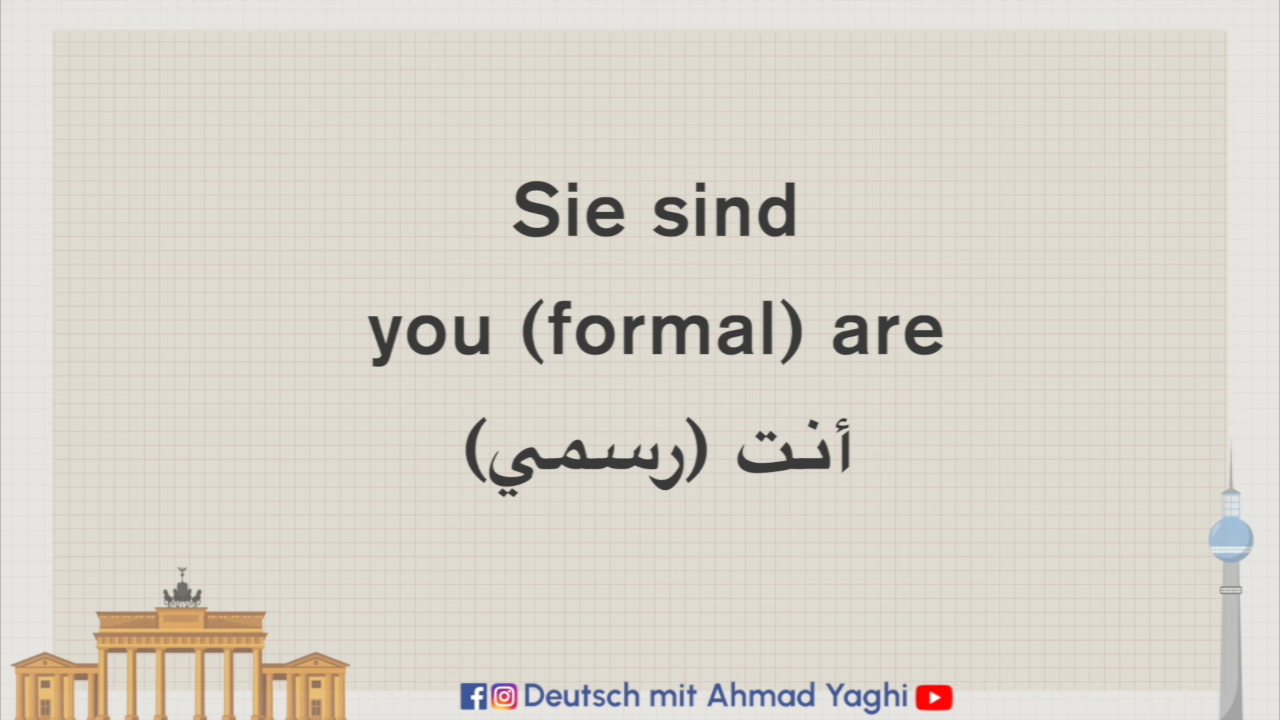 Sie sind
you (formal) are
أنت (رسمي)
Deutsch mit Ahmad Yaghi